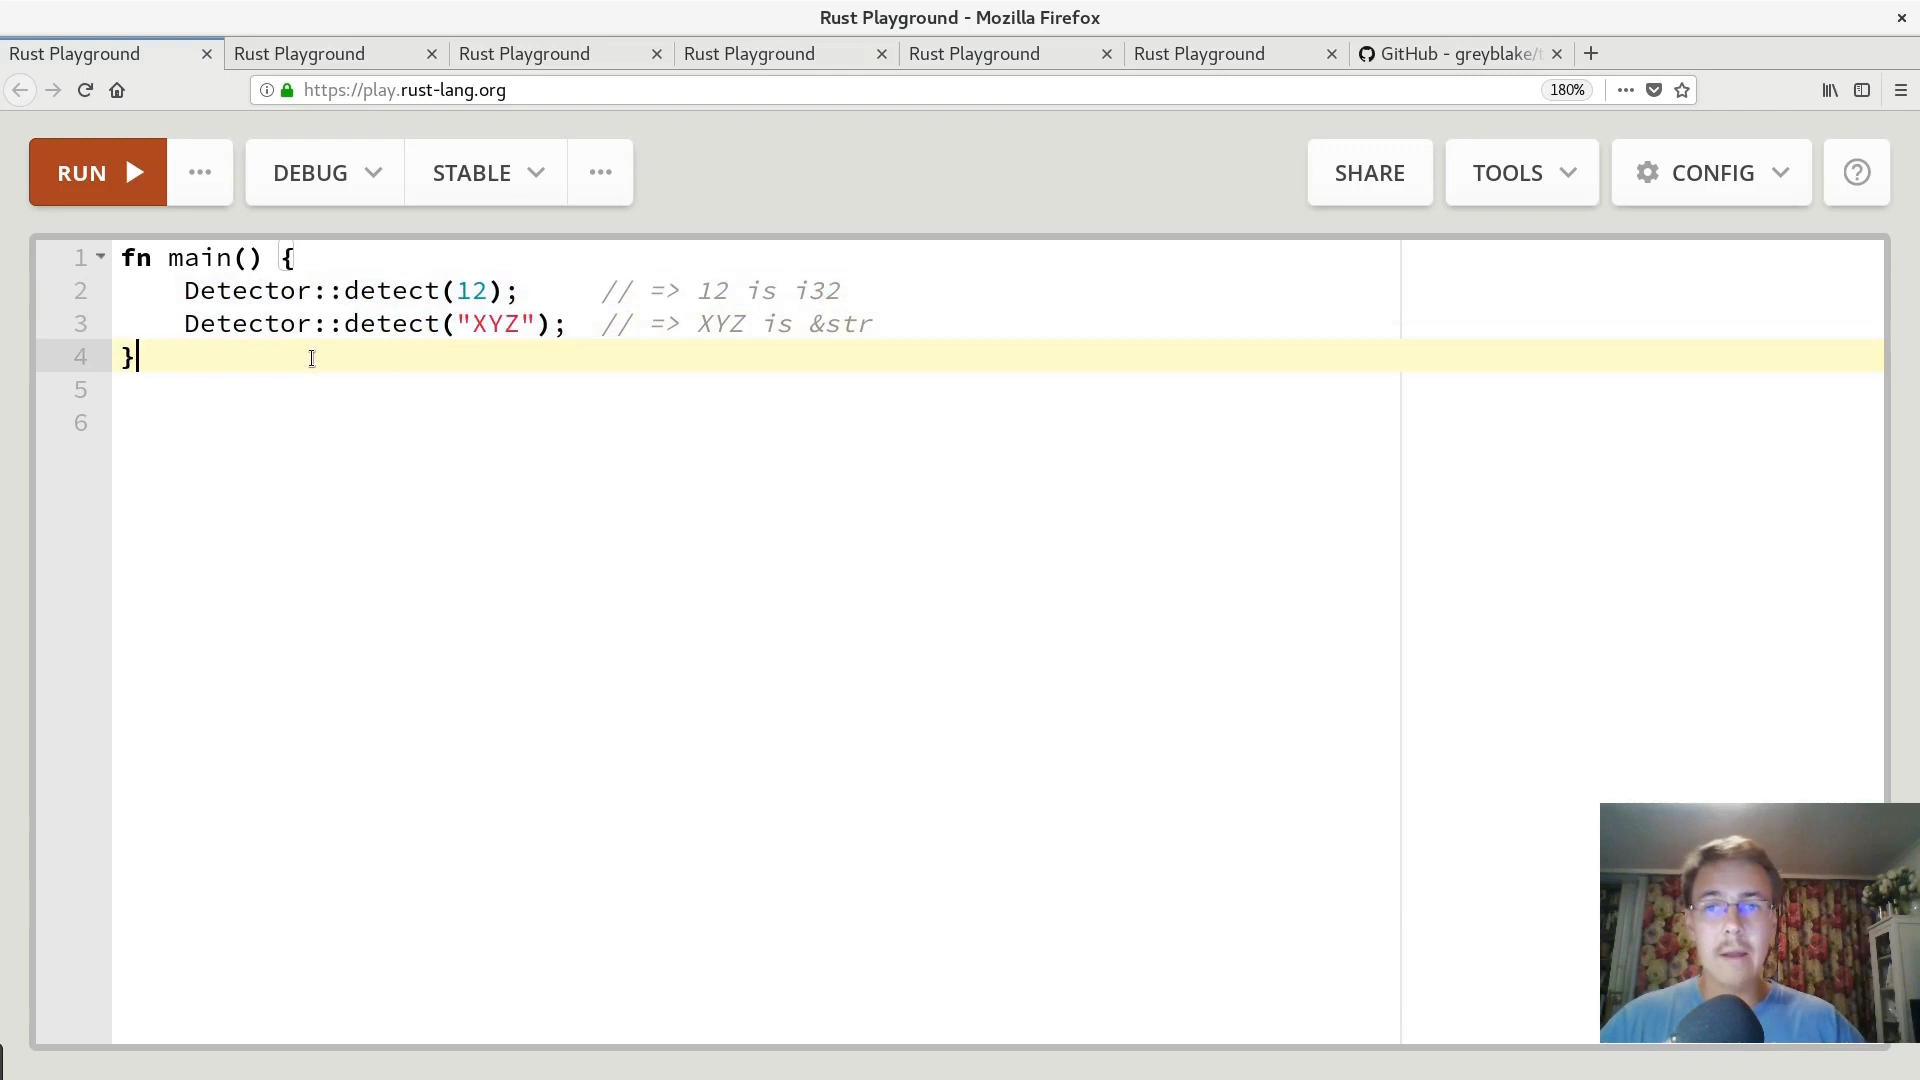 Rust Playground - Mozilla Firefox
Rust Playground
Rust Playground
Rust Playground
Rust Playground
Rust Playground
Rust Playground
GitHub - greyblake/
https://play.rust-lang.org
180%
RUN
DEBUG
STABLE
SHARE
TOOLS
CONFIG
1 fn main() {
2     Detector::detect(12);     // => 12 is i32
3     Detector::detect("XYZ");  // => XYZ is &str
4 }
5
6